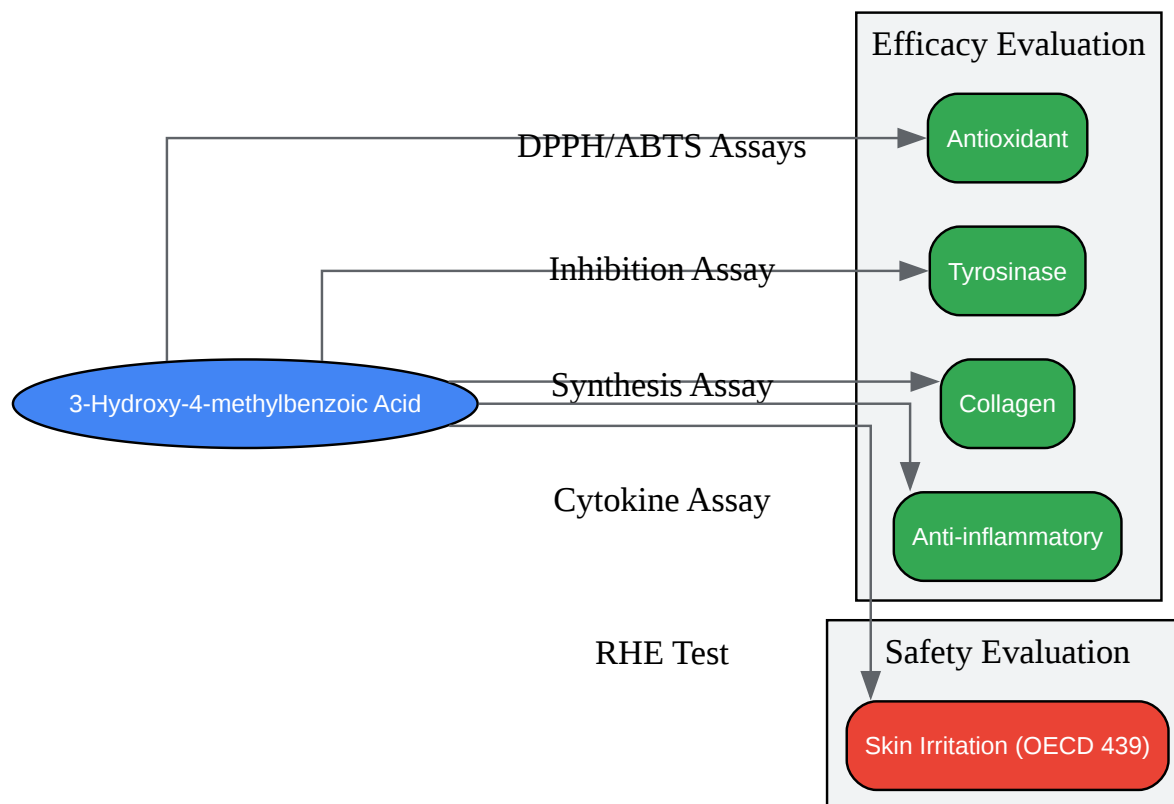 Efficacy Evaluation
DPPH/ABTS Assays
Antioxidant
Inhibition Assay
Tyrosinase
3-Hydroxy-4-methylbenzoic Acid
Synthesis Assay
Collagen
Cytokine Assay
Anti-inflammatory
RHE Test
Safety Evaluation
Skin Irritation (OECD 439)